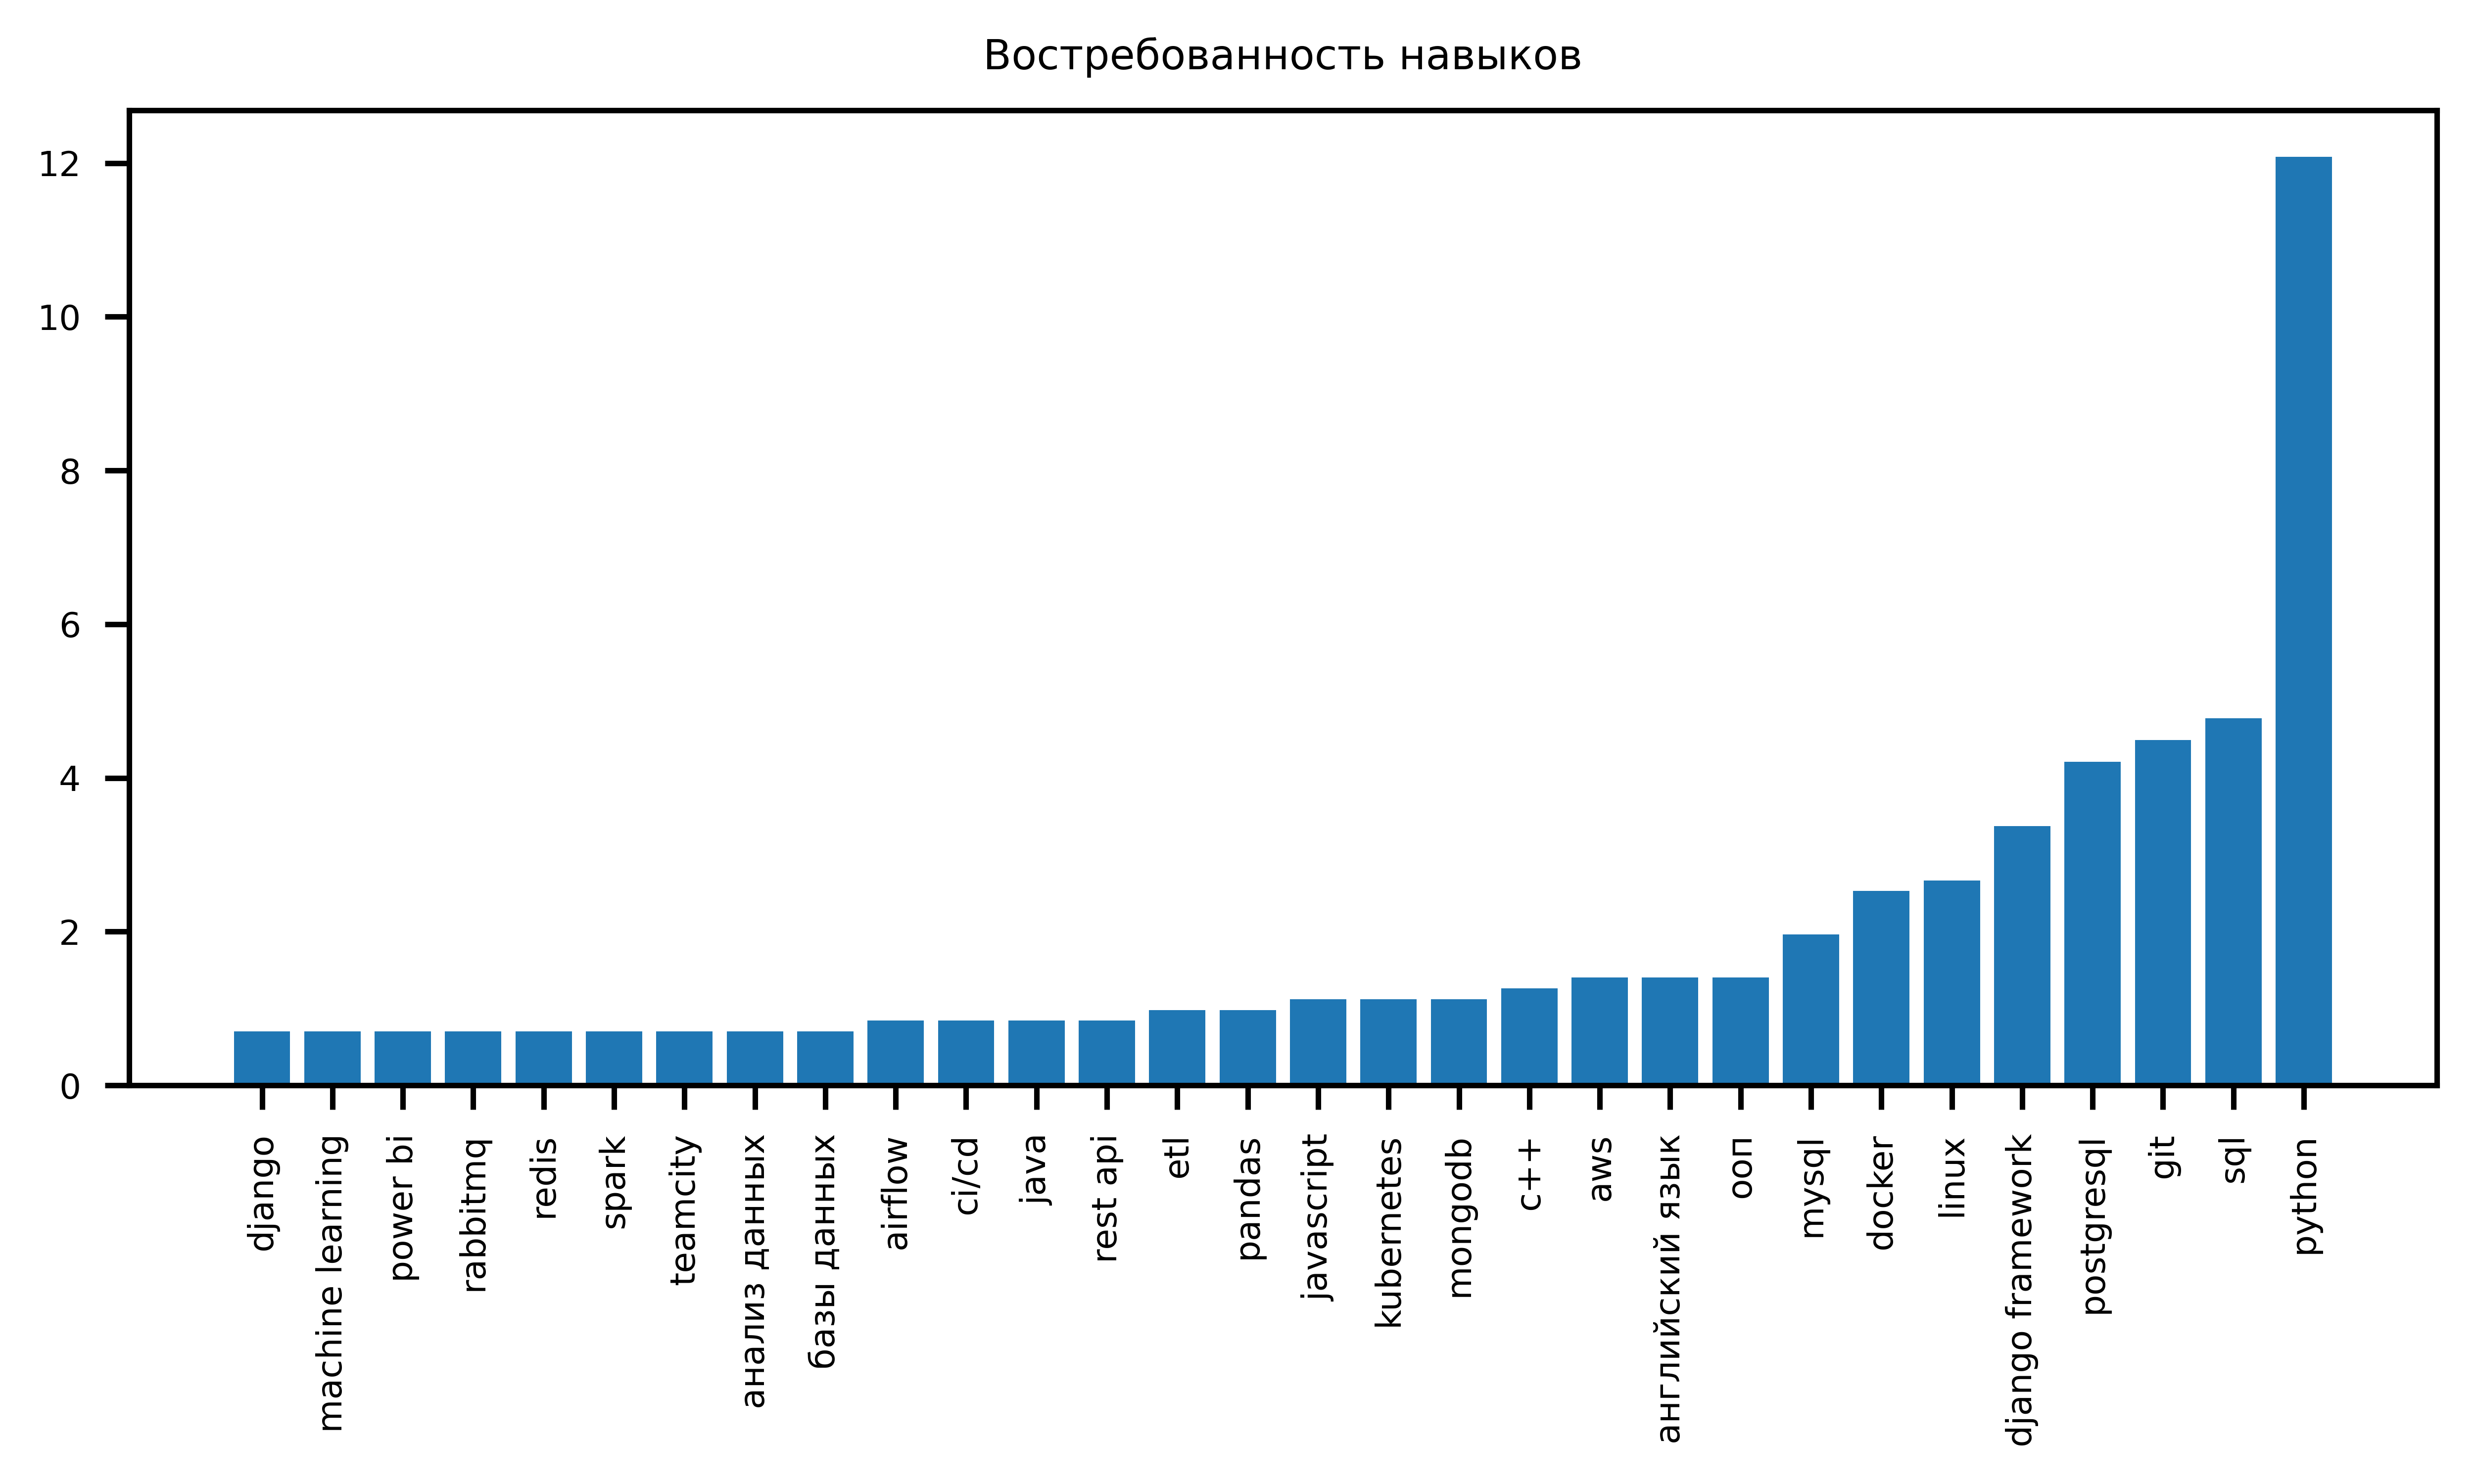 Востребованность навыков
12
10
8
6
4
2
0
django
machine learning
power bi
rabbitmq
redis
spark
teamcity
анализ данных
базы данных
airflow
ci/cd
java
rest api
etl
pandas
javascript
kubernetes
mongodb
c++
aws
английский язык
ооп
mysql
docker
linux
django framework
postgresql
git
sql
python